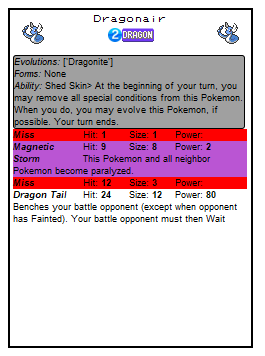 Dragonair
2 DRAGON
Evolutions: ['Dragonite']
Forms: None
Ability: Shed Skin> At the beginning of your turn, you
may remove all special conditions from this Pokemon.
When you do, you may evolve this Pokemon, if
possible. Your turn ends.
Miss Hit: 1 Size: 1 Power:
Magnetic Hit: 9 Size: 8 Power: 2
Storm This Pokemon and all neighbor
Pokemon become paralyzed.
Miss Hit: 12 Size: 3 Power:
Dragon Tail Hit: 24 Size: 12 Power: 80
Benches your battle opponent (except when opponent
has Fainted). Your battle opponent must then Wait